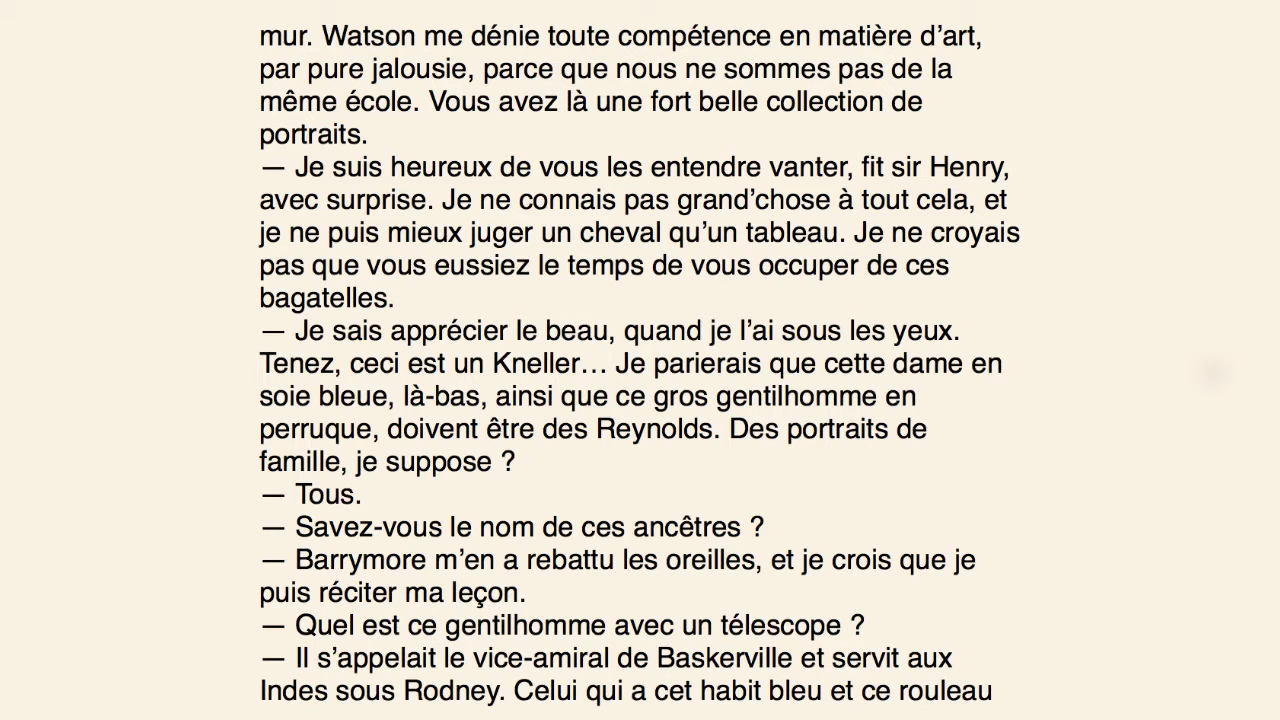 mur. Watson me dénie toute compétence en matière d’art,
par pure jalousie, parce que nous ne sommes pas de la
même école. Vous avez là une fort belle collection de
portraits.
— Je suis heureux de vous les entendre vanter, fit sir Henry,
avec surprise. Je ne connais pas grand’chose à tout cela, et
je ne puis mieux juger un cheval qu’un tableau. Je ne croyais
pas que vous eussiez le temps de vous occuper de ces
bagatelles.
— Je sais apprécier le beau, quand je l’ai sous les yeux.
Tenez, ceci est un Kneller… Je parierais que cette dame en
soie bleue, là-bas, ainsi que ce gros gentilhomme en
perruque, doivent être des Reynolds. Des portraits de
famille, je suppose ?
— Tous.
— Savez-vous le nom de ces ancêtres ?
— Barrymore m’en a rebattu les oreilles, et je crois que je
puis réciter ma leçon.
— Quel est ce gentilhomme avec un télescope ?
— Il s’appelait le vice-amiral de Baskerville et servit aux
Indes sous Rodney. Celui qui a cet habit bleu et ce rouleau